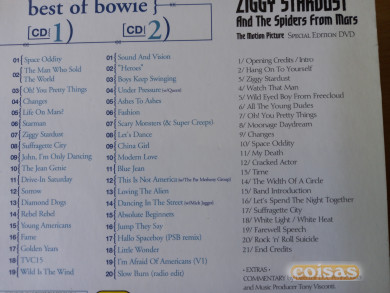 best of bowie
[CD 1)
01 Space Oddity
02 [The Man Who Sold
The World
03 Oh! You Pretty Things
04 Changes
05 Life On Mars?
06 Starman
07 Ziggy Stardust
08 Suffragette City
09 John, I'm Only Dancing
10 The Jean Genie
11 Drive-In Saturday
12 Sorrow
13 Diamond Dogs
14 Rebel Rebel
15 Young Americans
16 Fame
17 Golden Years
18 TVC15
19 Wild Is The Wind
[CD 2)
01 Sound And Vision
02 "Heroes"
03 Boys Keep Swinging
04 Under Pressure (w/Queen)
05 Ashes To Ashes
06 Fashion
07 Scary Monsters (& Super Creeps)
08 Let's Dance
09 China Girl
10 Modern Love
11 Blue Jean
12 This Is Not America (w/The Pat Metheny Group)
13 Loving The Alien
14 Dancing In The Street (w/Mick Jagger)
15 Absolute Beginners
16 Jump They Say
17 Hallo Spaceboy (PSB remix)
18 Little Wonder
19 I'm Afraid Of Americans (V1)
20 Slow Burn (radio edit)
ZIGGY STARDUST
And The Spiders From Mars
The Motion Picture SPECIAL EDITION DVD
1/ Opening Credits / Intro
2/ Hang On To Yourself
3/ Ziggy Stardust
4/ Watch That Man
5/ Wild Eyed Boy From Freecloud
6/ All The Young Dudes
7/ Oh! You Pretty Things
8/ Moonage Daydream
9/ Changes
10/ Space Oddity
11/ My Death
12/ Cracked Actor
13/ Time
14/ The Width Of A Circle
15/ Band Introduction
16/ Let's Spend The Night Together
17/ Suffragette City
18/ White Light / White Heat
19/ Farewell Speech
20/ Rock 'n' Roll Suicide
21/ End Credits
• EXTRAS •
COMMENTARY
and Music Producer Tony Visconti
coisas